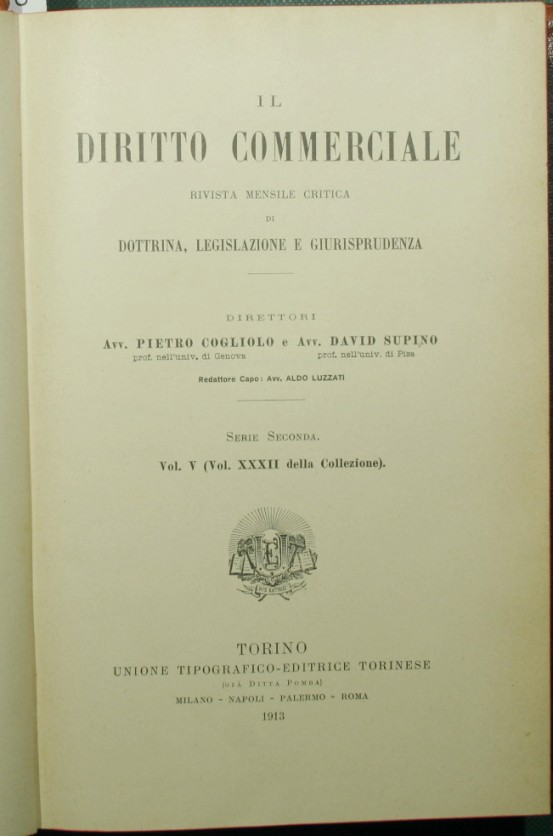 IL
DIRITTO COMMERCIALE
RIVISTA MENSILE CRITICA
DI
DOTTRINA, LEGISLAZIONE E GIURISPRUDENZA
DIRETTORI
Avv. PIETRO COGLIOLO e Avv. DAVID SUPINO
prof. nell'univ. di Genova prof. nell'univ. di Pisa
Redattore Capo: Avv. ALDO LUZZATI
SERIE SECONDA.
Vol. V (Vol. XXXII della Collezione).
TORINO
UNIONE TIPOGRAFICO-EDITRICE TORINESE
(GIÀ DITTA POMBA)
MILANO - NAPOLI - PALERMO - ROMA
1913